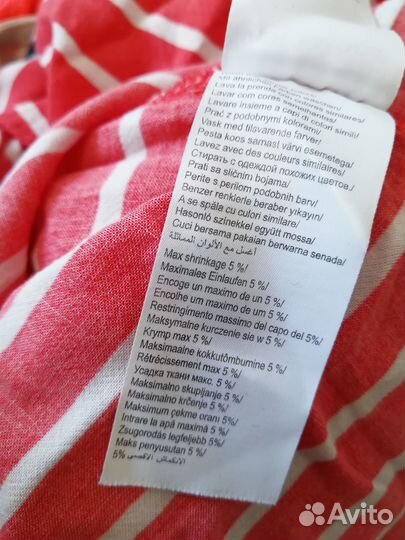 Lava la prenda con colores similares/
Lavar com cores semelhantes/
Lavare insieme a capi di colori simili/
Prać z podobnymi kolorami/
Vask med tilsvarende farver/
Pesta koos samast värvi esemetega/
Lavez avec des couleurs similaires/
Стирать с одеждой похожих цветов./
Prati sa sličnim bojama/
Perite s perilom podobnih barv/
Benzer renklerle beraber yıkayın/
A se spăla cu culori similare/
Hasonló színekkel együtt mossa/
Cuci bersama pakaian berwarna senada/
أغسل مع الألوان المماثلة
Max shrinkage 5 %/
Maximales Einlaufen 5 %/
Encoge un maximo de un 5 %/
Encolhe um maximo de um 5 %/
Restringimento massimo del capo del 5%/
Maksymalne kurczenie się w 5 %/
Krymp max 5 %/
Maksimaalne kokkutõmbumine 5 %/
Rétrécissement max 5 %/
Усадка ткани макс. 5 %/
Maksimalno skupljanje 5 %/
Maksimalno krčenje 5 %/
Maksimum çekme oranı 5%/
Intrare la apă maximă 5 %/
Zsugorodás legfeljebb 5 %/
Maks penyusutan 5 %/
الانكماش الأقصى 5%
Avito